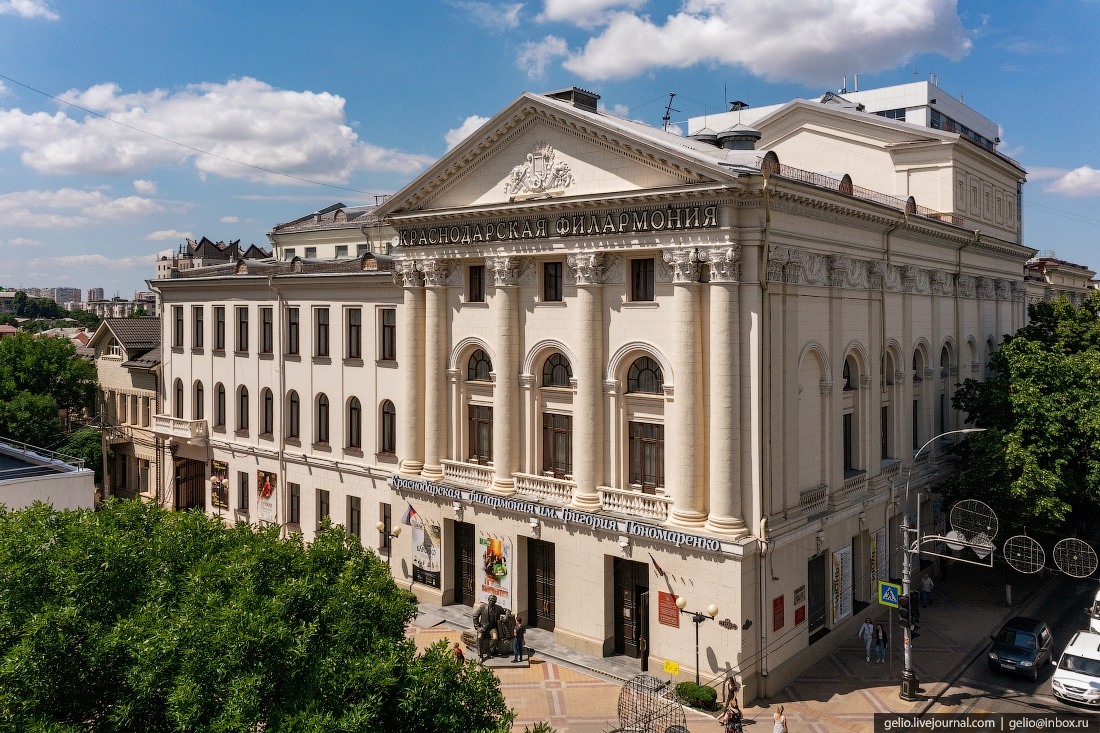 КРАСНОДАРСКАЯ ФИЛАРМОНИЯ
Краснодарская филармония им. Григория Пономаренко
gelio.livejournal.com | gelio@inbox.ru